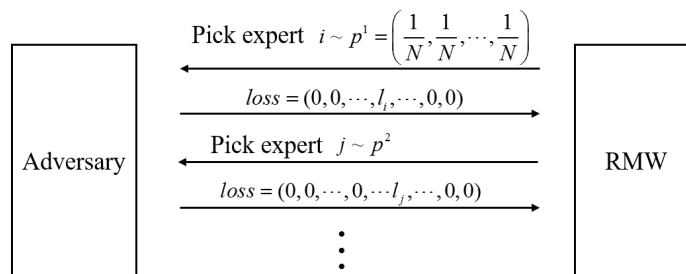 Pick expert i ~ p¹ = (1/N, 1/N, ⋯, 1/N)
loss = (0,0,⋯,lᵢ,⋯,0,0)
Pick expert j ~ p²
Adversary
RMW
loss = (0,0,⋯,0,⋯lⱼ,⋯,0,0)
⋮